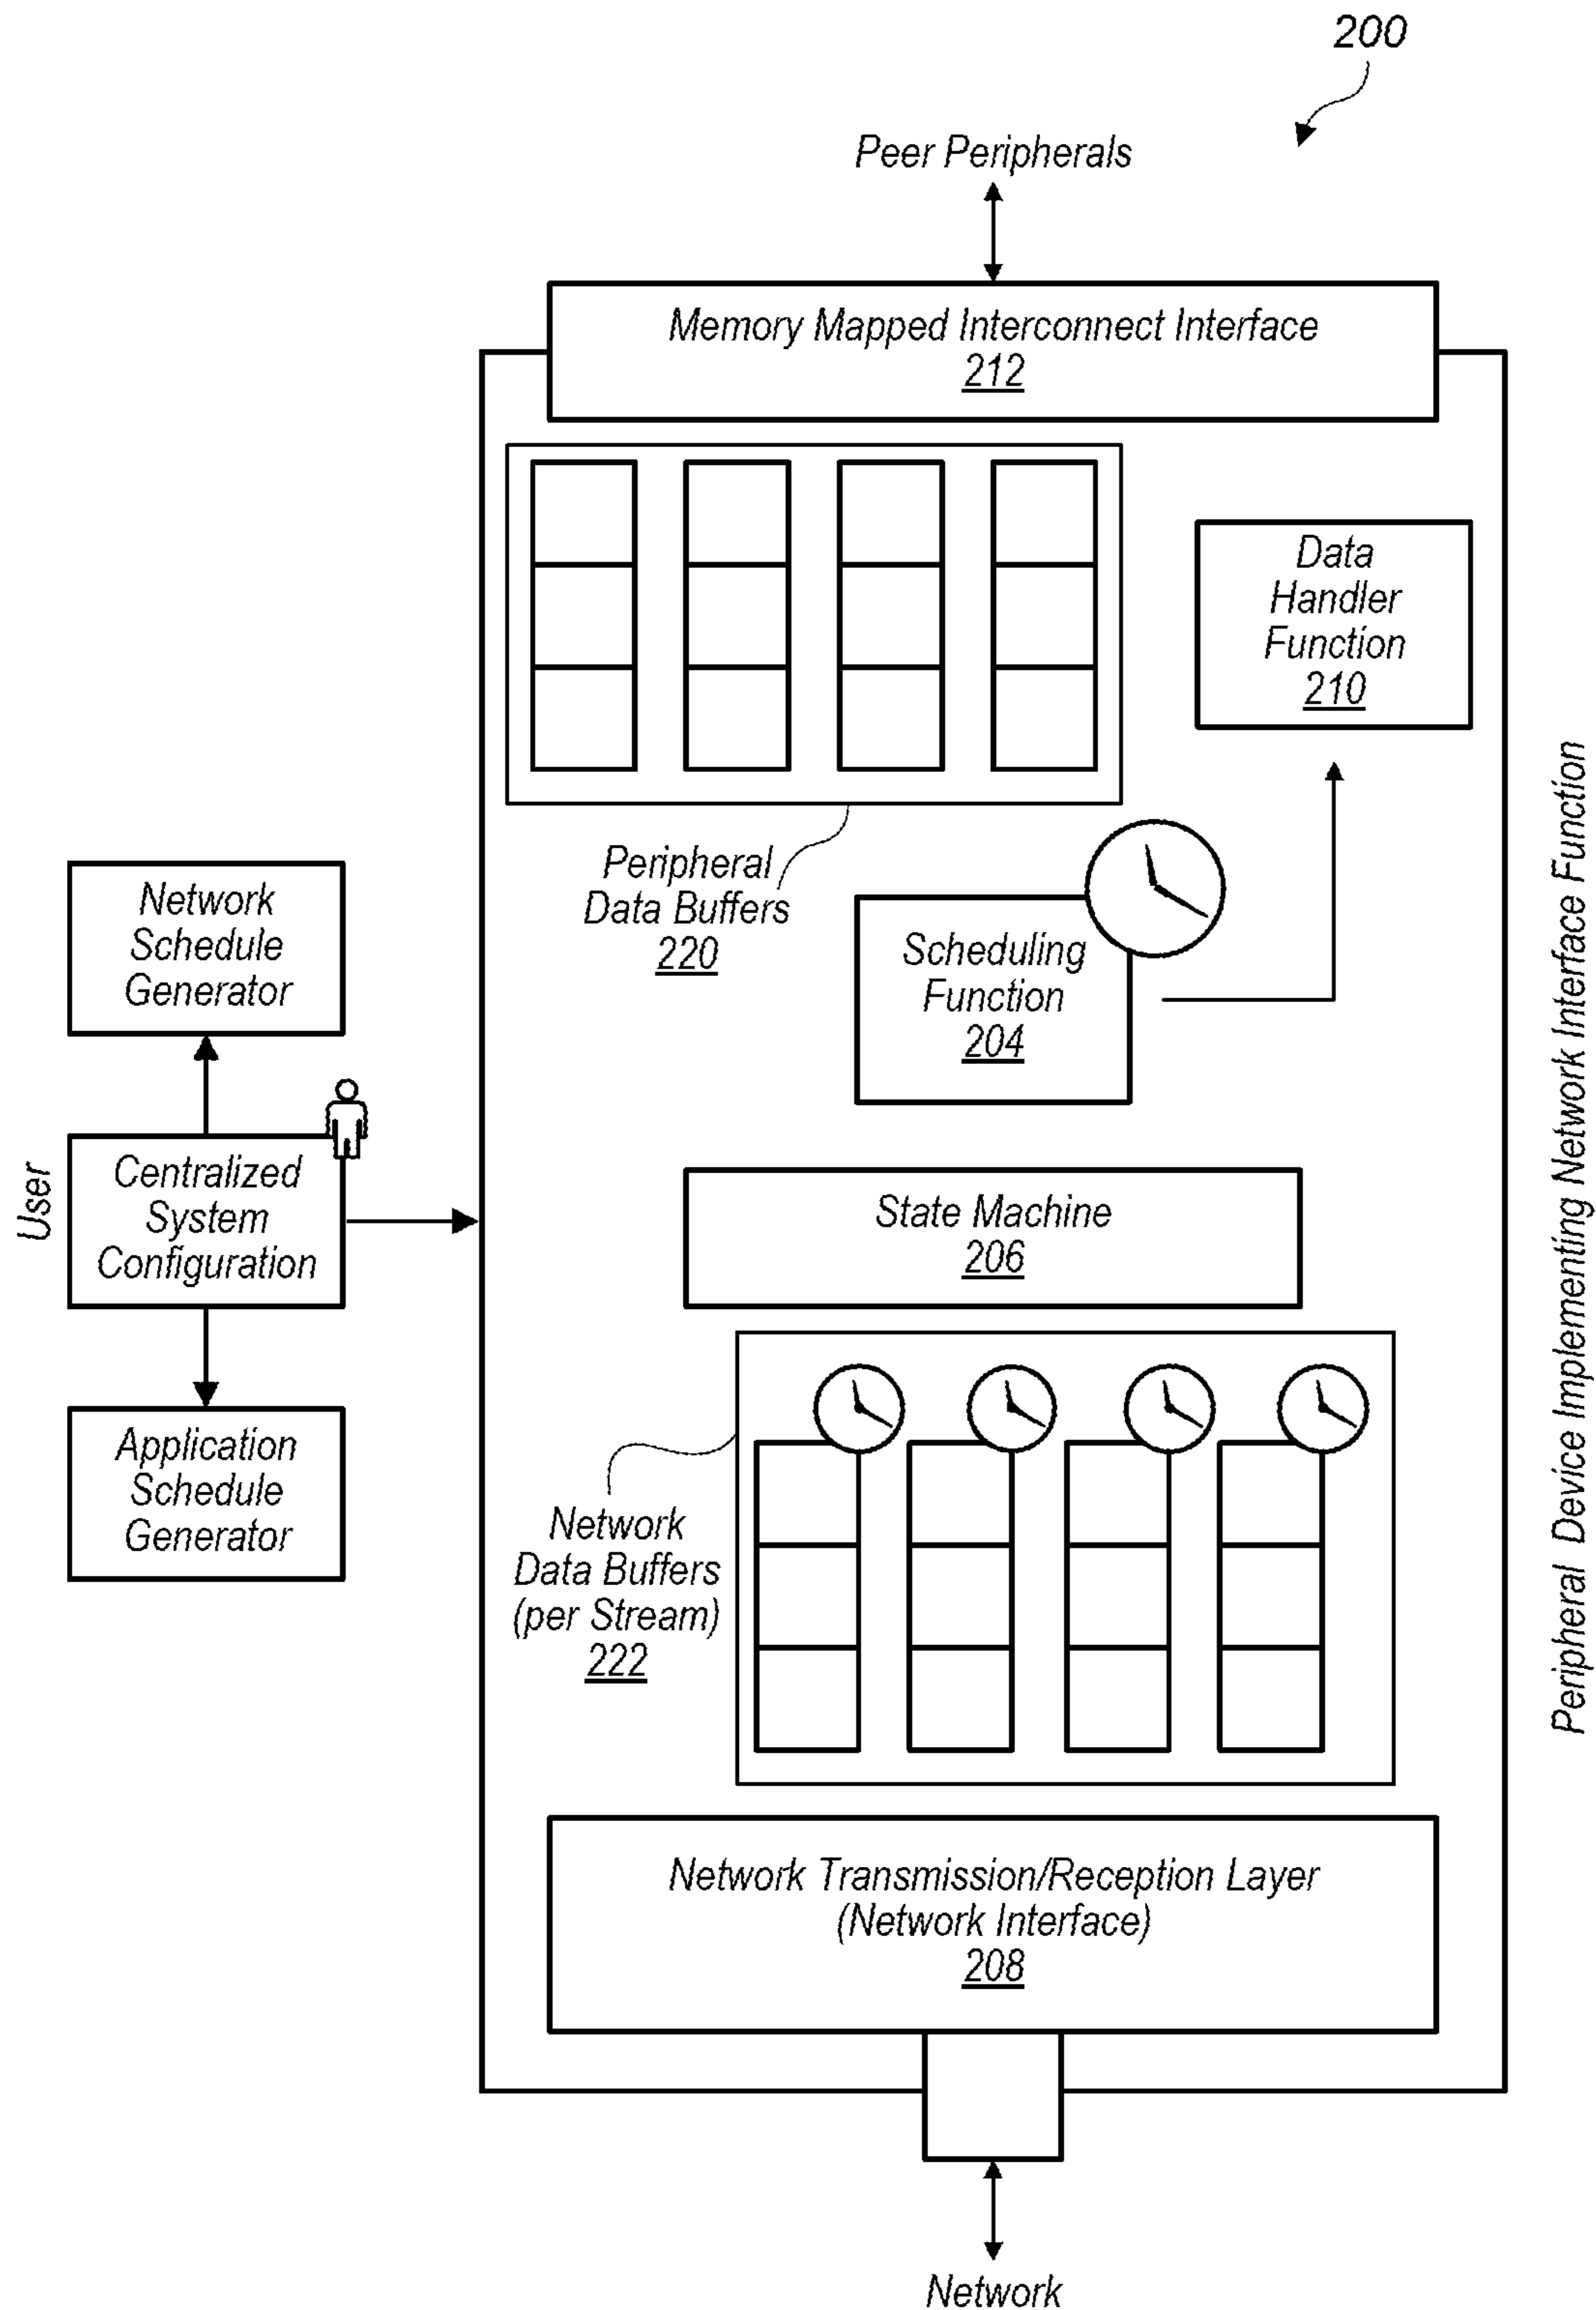 200
Peer Peripherals
Memory Mapped Interconnect Interface
212
Data
Handler
Function
210
Peripheral
Data Buffers
220
Scheduling
Function
204
Network
Schedule
Generator
User
Centralized
System
Configuration
Application
Schedule
Generator
State Machine
206
Network
Data Buffers
(per Stream)
222
Network Transmission/Reception Layer
(Network Interface)
208
Network
Peripheral Device Implementing Network Interface Function